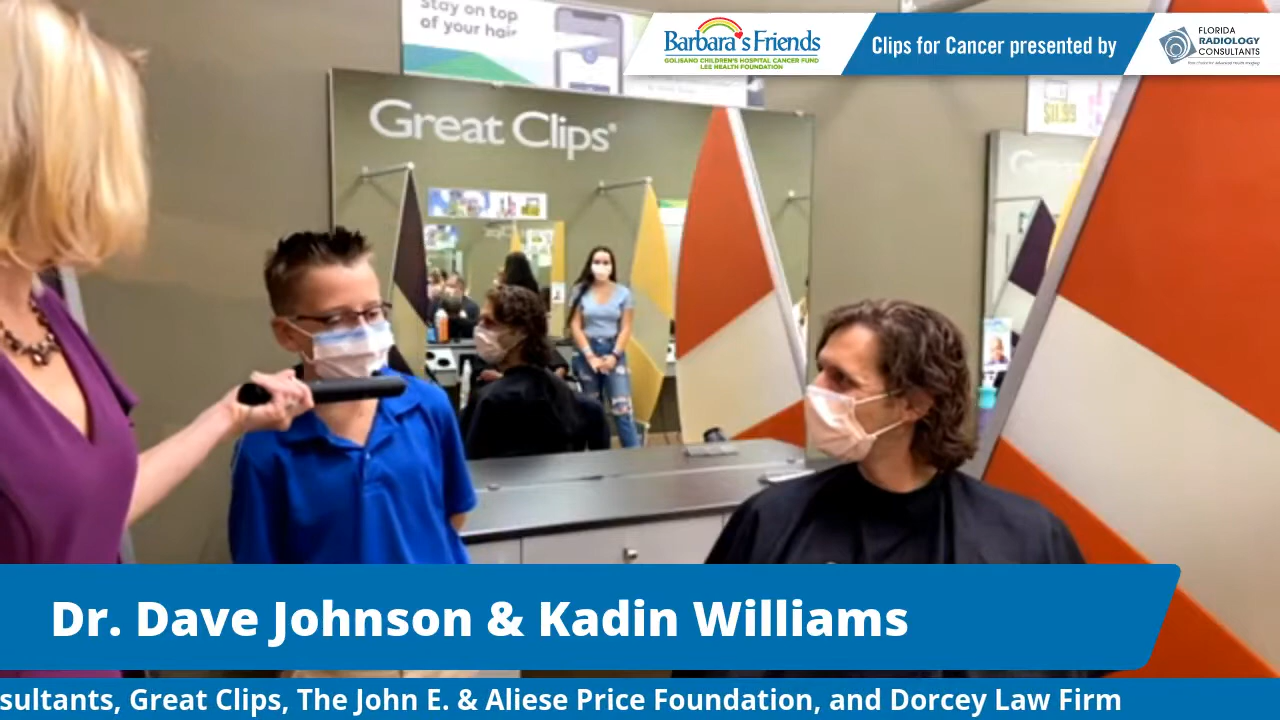 Stay on top
of your hair
Barbara's Friends
GOLISANO CHILDREN'S HOSPITAL CANCER FUND
LEE HEALTH FOUNDATION
Clips for Cancer presented by
FLORIDA
RADIOLOGY
CONSULTANTS
Great Clips®
$11.99
Dr. Dave Johnson & Kadin Williams
sultants, Great Clips, The John E. & Aliese Price Foundation, and Dorcey Law Firm